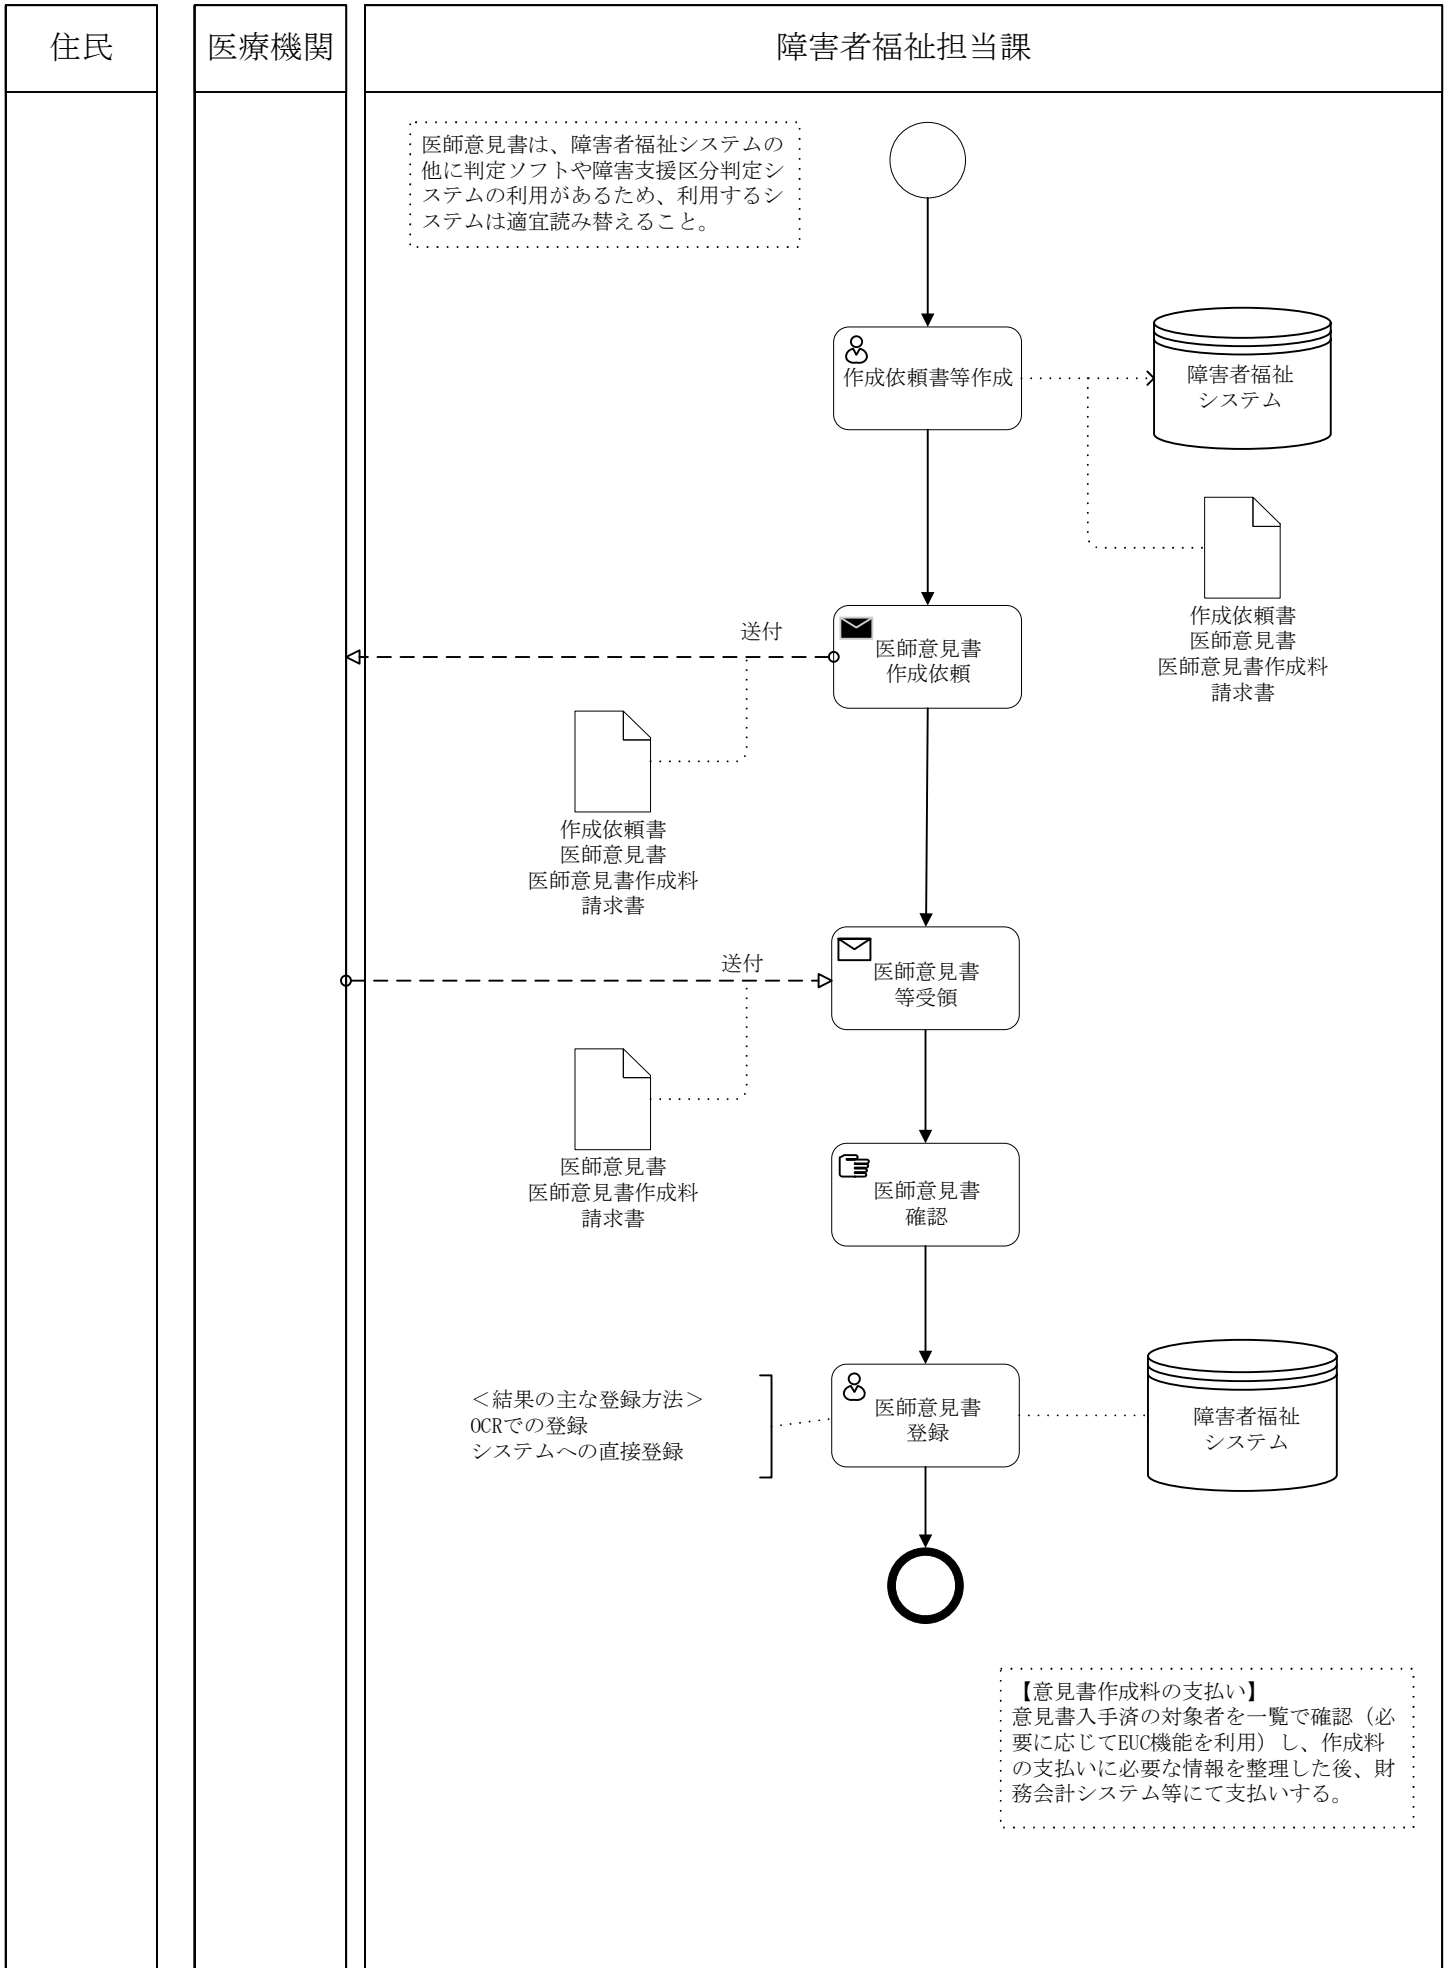 住民
医療機関
障害者福祉担当課
医師意見書は、障害者福祉システムの
他に判定ソフトや障害支援区分判定シ
ステムの利用があるため、利用するシ
ステムは適宜読み替えること。
作成依頼書等作成
障害者福祉
システム
作成依頼書
医師意見書
医師意見書作成料
請求書
送付
医師意見書
作成依頼
作成依頼書
医師意見書
医師意見書作成料
請求書
送付
医師意見書
等受領
医師意見書
医師意見書作成料
請求書
医師意見書
確認
＜結果の主な登録方法＞
OCRでの登録
システムへの直接登録
医師意見書
登録
障害者福祉
システム
【意見書作成料の支払い】
意見書入手済の対象者を一覧で確認（必
要に応じてEUC機能を利用）し、作成料
の支払いに必要な情報を整理した後、財
務会計システム等にて支払いする。